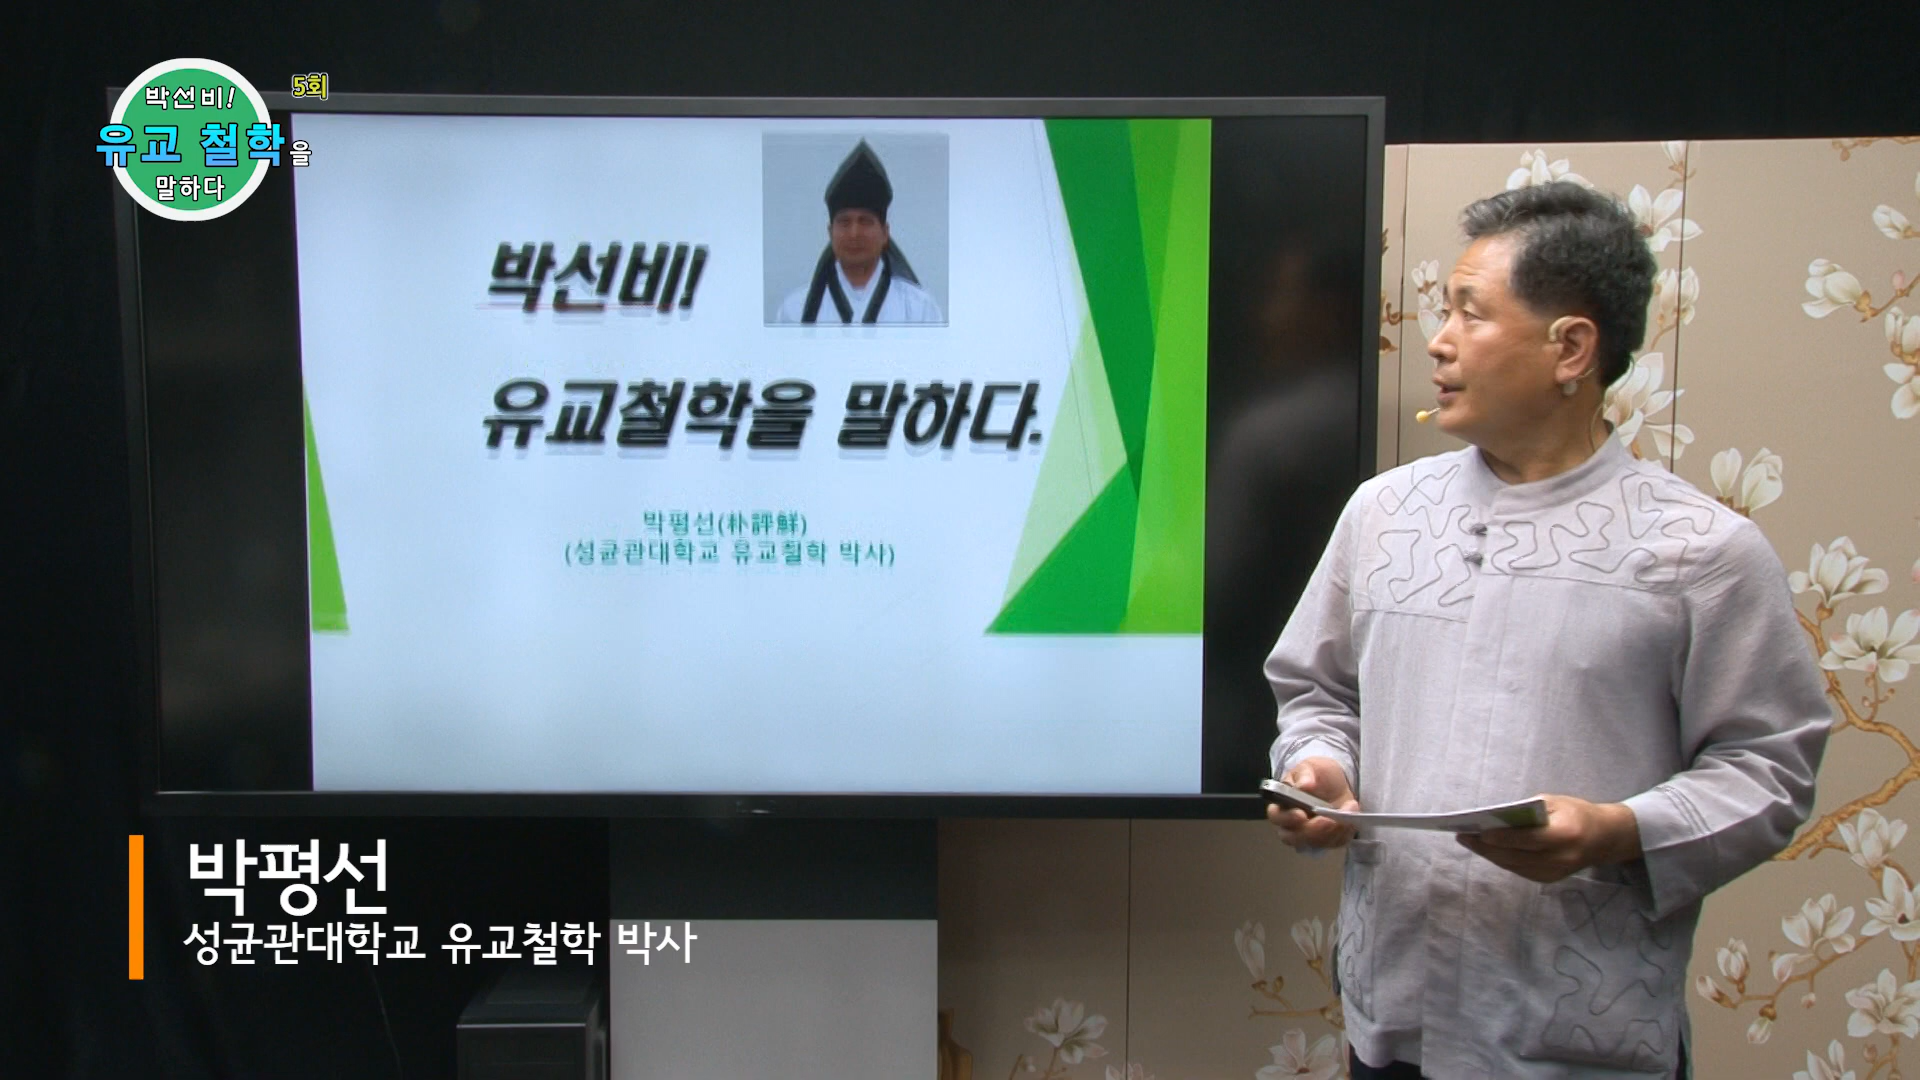 박선비!
유교 철학을
말하다
5회
박선비!
유교철학을 말하다.
박평선(朴評鮮)
(성균관대학교 유교철학 박사)
박평선
성균관대학교 유교철학 박사